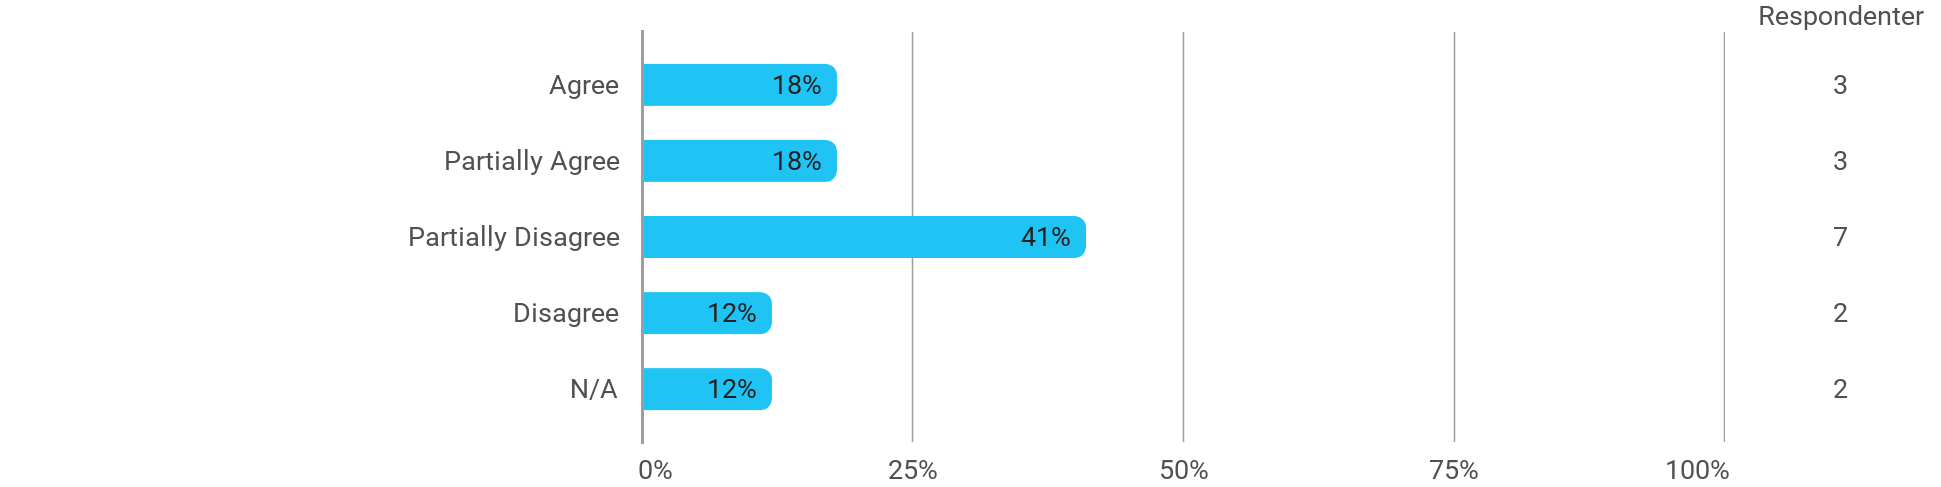 Respondenter
Agree 18% 3
Partially Agree 18% 3
Partially Disagree 41% 7
Disagree 12% 2
N/A 12% 2
0% 25% 50% 75% 100%